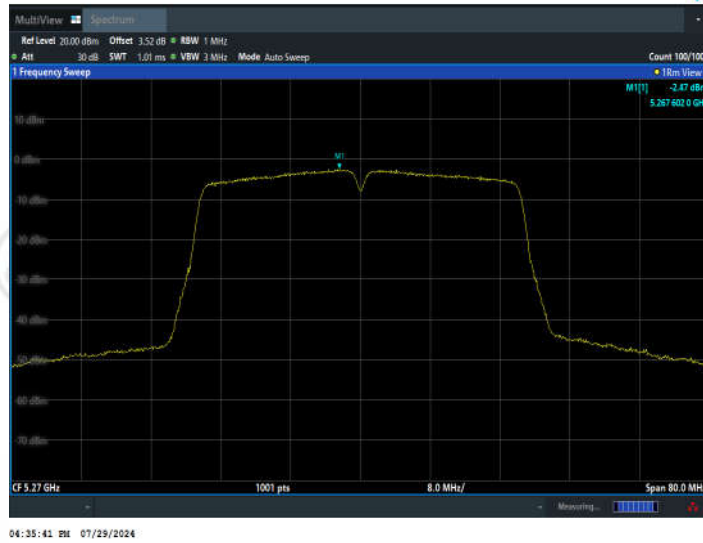 MultiView Spectrum
Ref Level 20.00 dBm Offset 3.52 dB RBW 1 MHz
Att 30 dB SWT 1.01 ms VBW 3 MHz Mode Auto Sweep Count 100/100
1 Frequency Sweep 1Rm View
M1[1] -2.47 dBm
5.267 602 0 GH
10 dBm
M1
0 dBm
-10 dBm
-20 dBm
-30 dBm
-40 dBm
-50 dBm
-60 dBm
-70 dBm
CF 5.27 GHz 1001 pts 8.0 MHz/ Span 80.0 MH
Measuring...
04:35:41 PM 07/29/2024